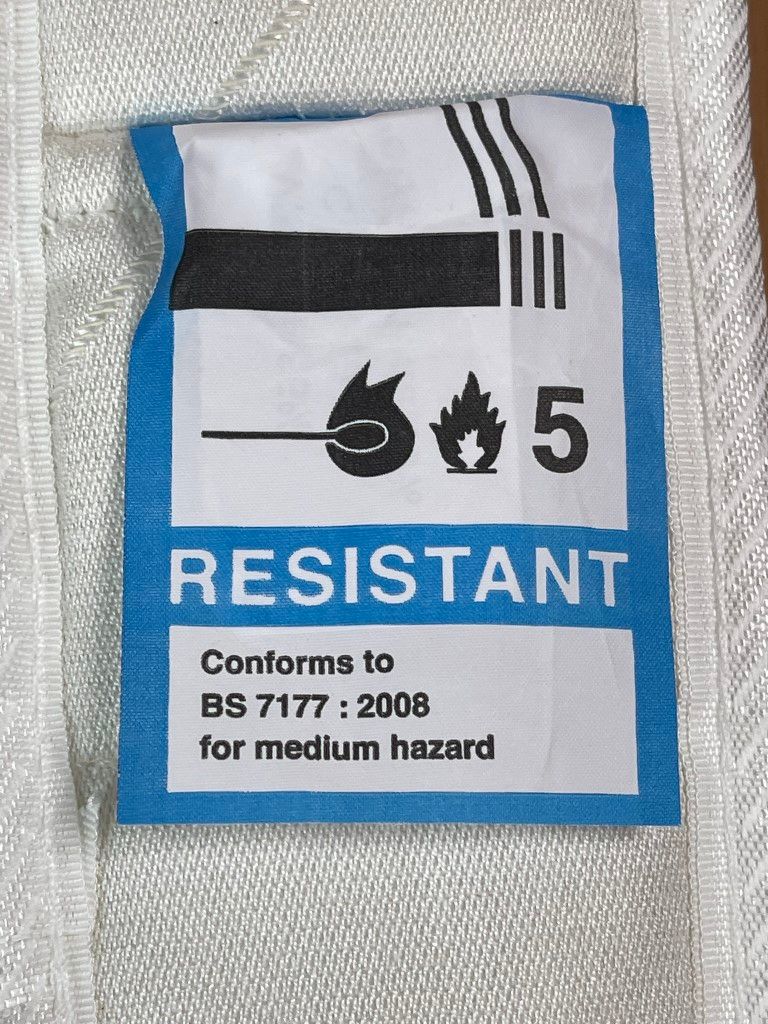 5
RESISTANT
Conforms to
BS 7177 : 2008
for medium hazard